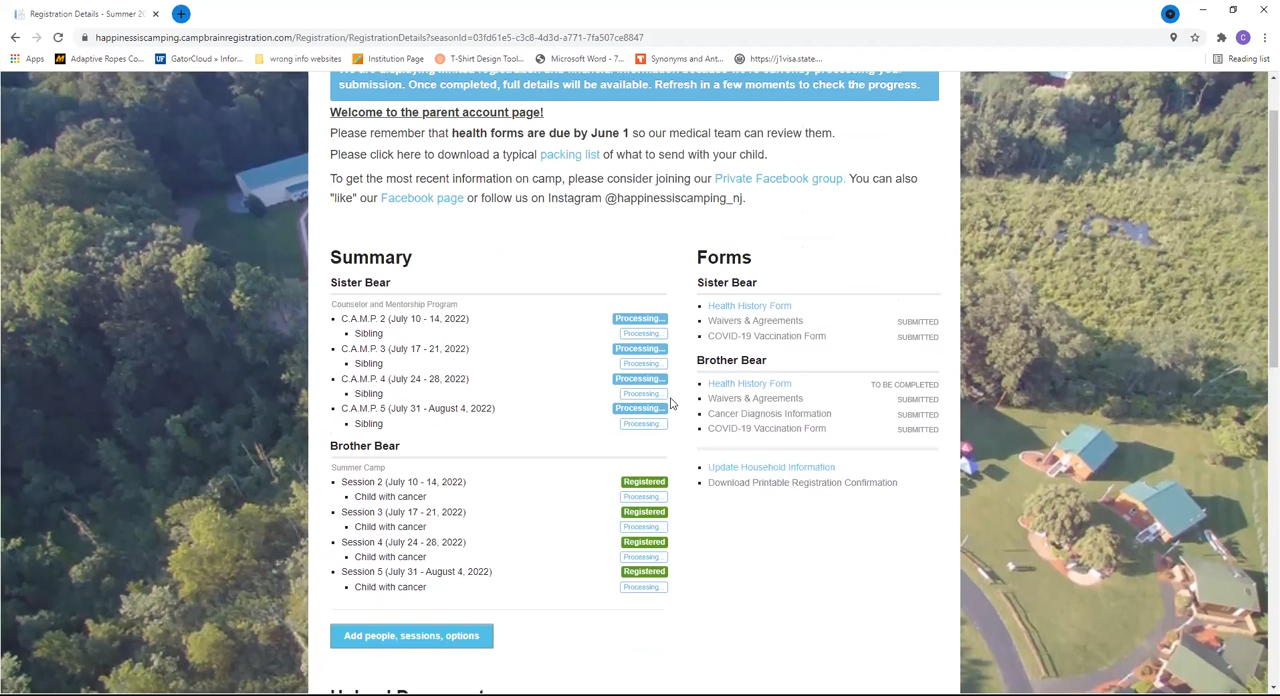 Registration Details - Summer 20
happinessiscamping.campbrainregistration.com/Registration/RegistrationDetails?seasonId=03fd61e5-c3c8-4d3d-a771-7fa507ce8847
C
Apps
Adaptive Ropes Co...
GatorCloud » Infor...
wrong info websites
Institution Page
T-Shirt Design Tool...
Microsoft Word - 7...
Synonyms and Ant...
https://j1visa.state....
Reading list
submission. Once completed, full details will be available. Refresh in a few moments to check the progress.
Welcome to the parent account page!
Please remember that health forms are due by June 1 so our medical team can review them.
Please click here to download a typical packing list of what to send with your child.
To get the most recent information on camp, please consider joining our Private Facebook group. You can also
"like" our Facebook page or follow us on Instagram @happinessiscamping_nj.
Summary
Sister Bear
Counselor and Mentorship Program
C.A.M.P. 2 (July 10 - 14, 2022) Processing...
Sibling Processing...
C.A.M.P. 3 (July 17 - 21, 2022) Processing...
Sibling Processing...
C.A.M.P. 4 (July 24 - 28, 2022) Processing...
Sibling Processing...
C.A.M.P. 5 (July 31 - August 4, 2022) Processing...
Sibling Processing...
Brother Bear
Summer Camp
Session 2 (July 10 - 14, 2022) Registered
Child with cancer Processing...
Session 3 (July 17 - 21, 2022) Registered
Child with cancer Processing...
Session 4 (July 24 - 28, 2022) Registered
Child with cancer Processing...
Session 5 (July 31 - August 4, 2022) Registered
Child with cancer Processing...
Add people, sessions, options
Forms
Sister Bear
Health History Form
Waivers & Agreements SUBMITTED
COVID-19 Vaccination Form SUBMITTED
Brother Bear
Health History Form TO BE COMPLETED
Waivers & Agreements SUBMITTED
Cancer Diagnosis Information SUBMITTED
COVID-19 Vaccination Form SUBMITTED
Update Household Information
Download Printable Registration Confirmation